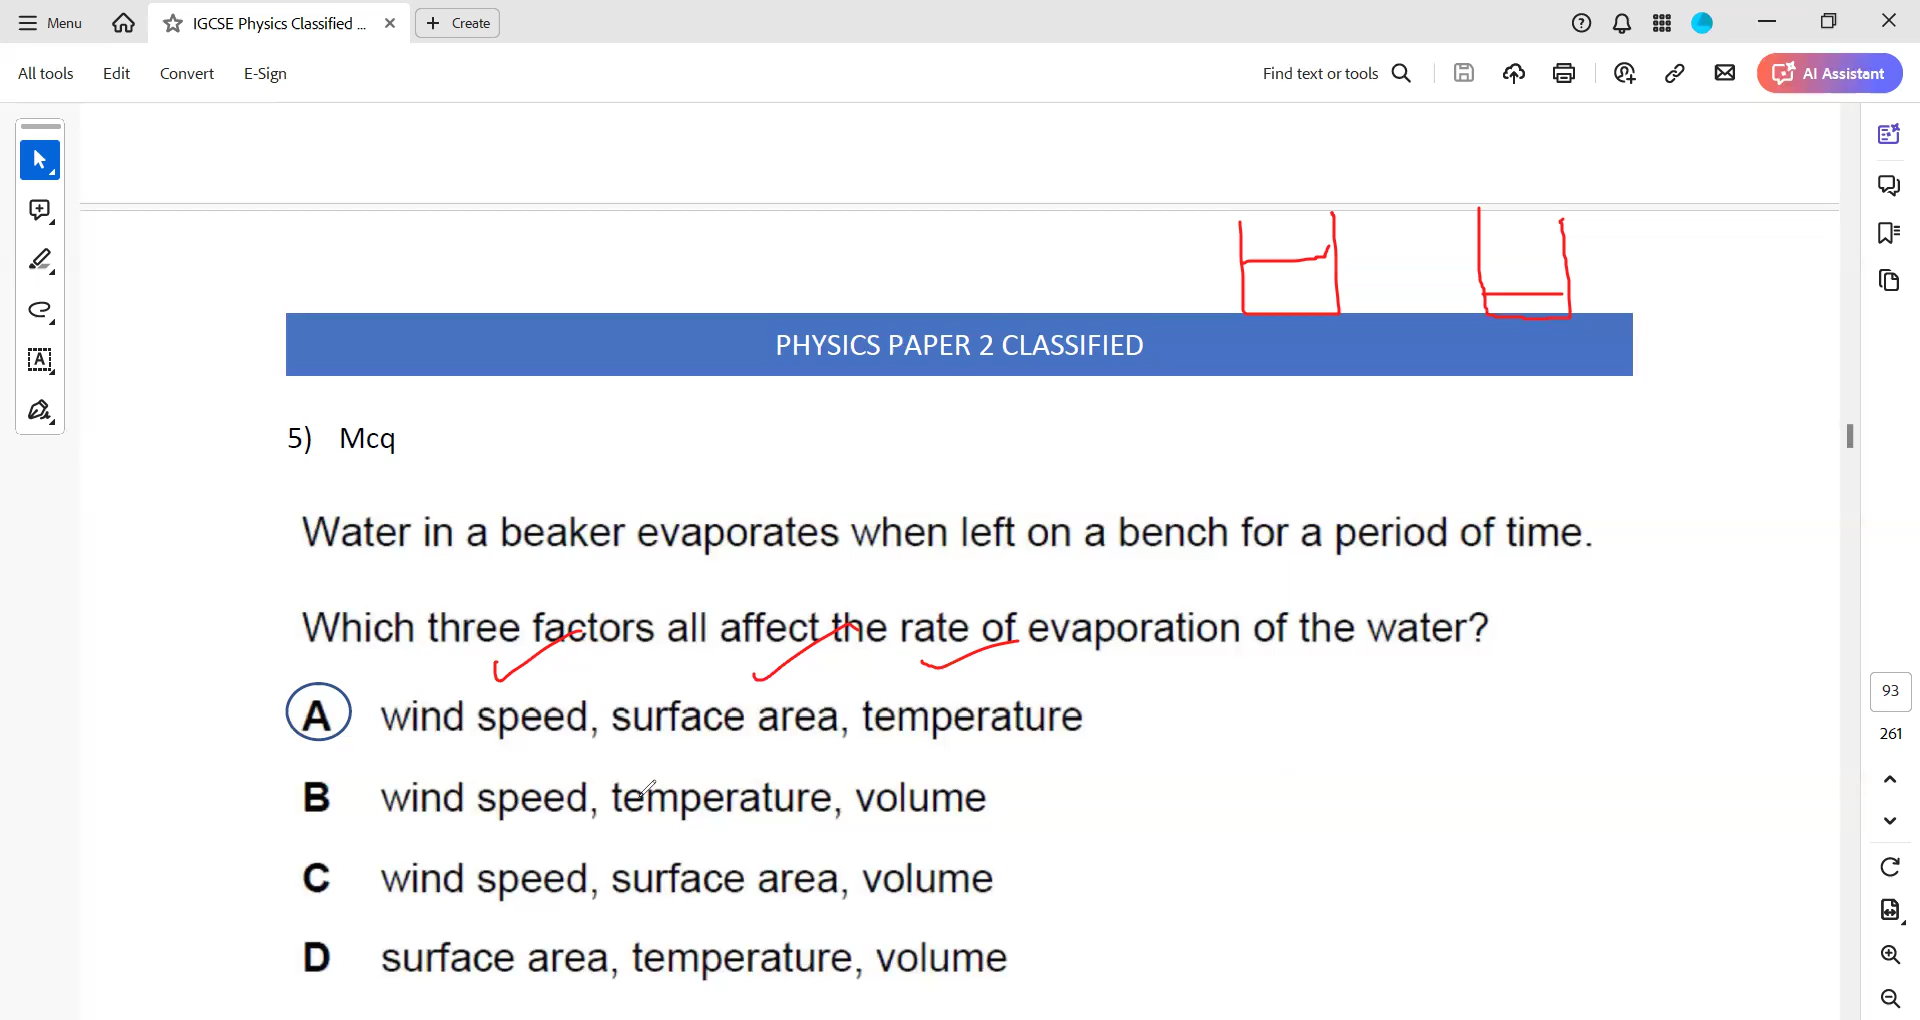 Menu
IGCSE Physics Classified ...
Create
All tools
Edit
Convert
E-Sign
Find text or tools
AI Assistant
PHYSICS PAPER 2 CLASSIFIED
5) Mcq
Water in a beaker evaporates when left on a bench for a period of time.
Which three factors all affect the rate of evaporation of the water?
A wind speed, surface area, temperature
B wind speed, temperature, volume
C wind speed, surface area, volume
D surface area, temperature, volume
93
261